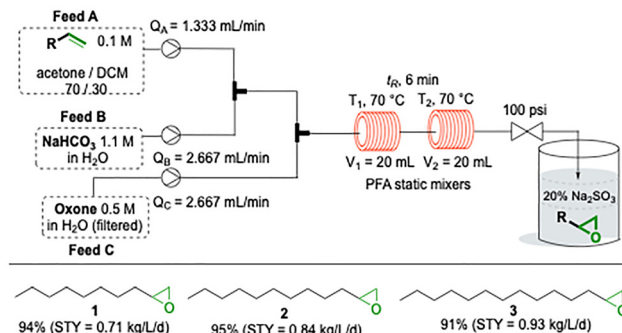 Feed A
Q_A = 1.333 mL/min
R
0.1 M
acetone / DCM
70 / 30
t_R, 6 min
T₁, 70 °C
T₂, 70 °C
100 psi
Feed B
NaHCO₃ 1.1 M
in H₂O
Q_B = 2.667 mL/min
V₁ = 20 mL
V₂ = 20 mL
PFA static mixers
20% Na₂SO₃
R
O
Oxone 0.5 M
in H₂O (filtered)
Q_C = 2.667 mL/min
Feed C
O
1
94% (STY = 0.71 kg/L/d)
O
2
95% (STY = 0.84 kg/L/d)
O
3
91% (STY = 0.93 kg/L/d)